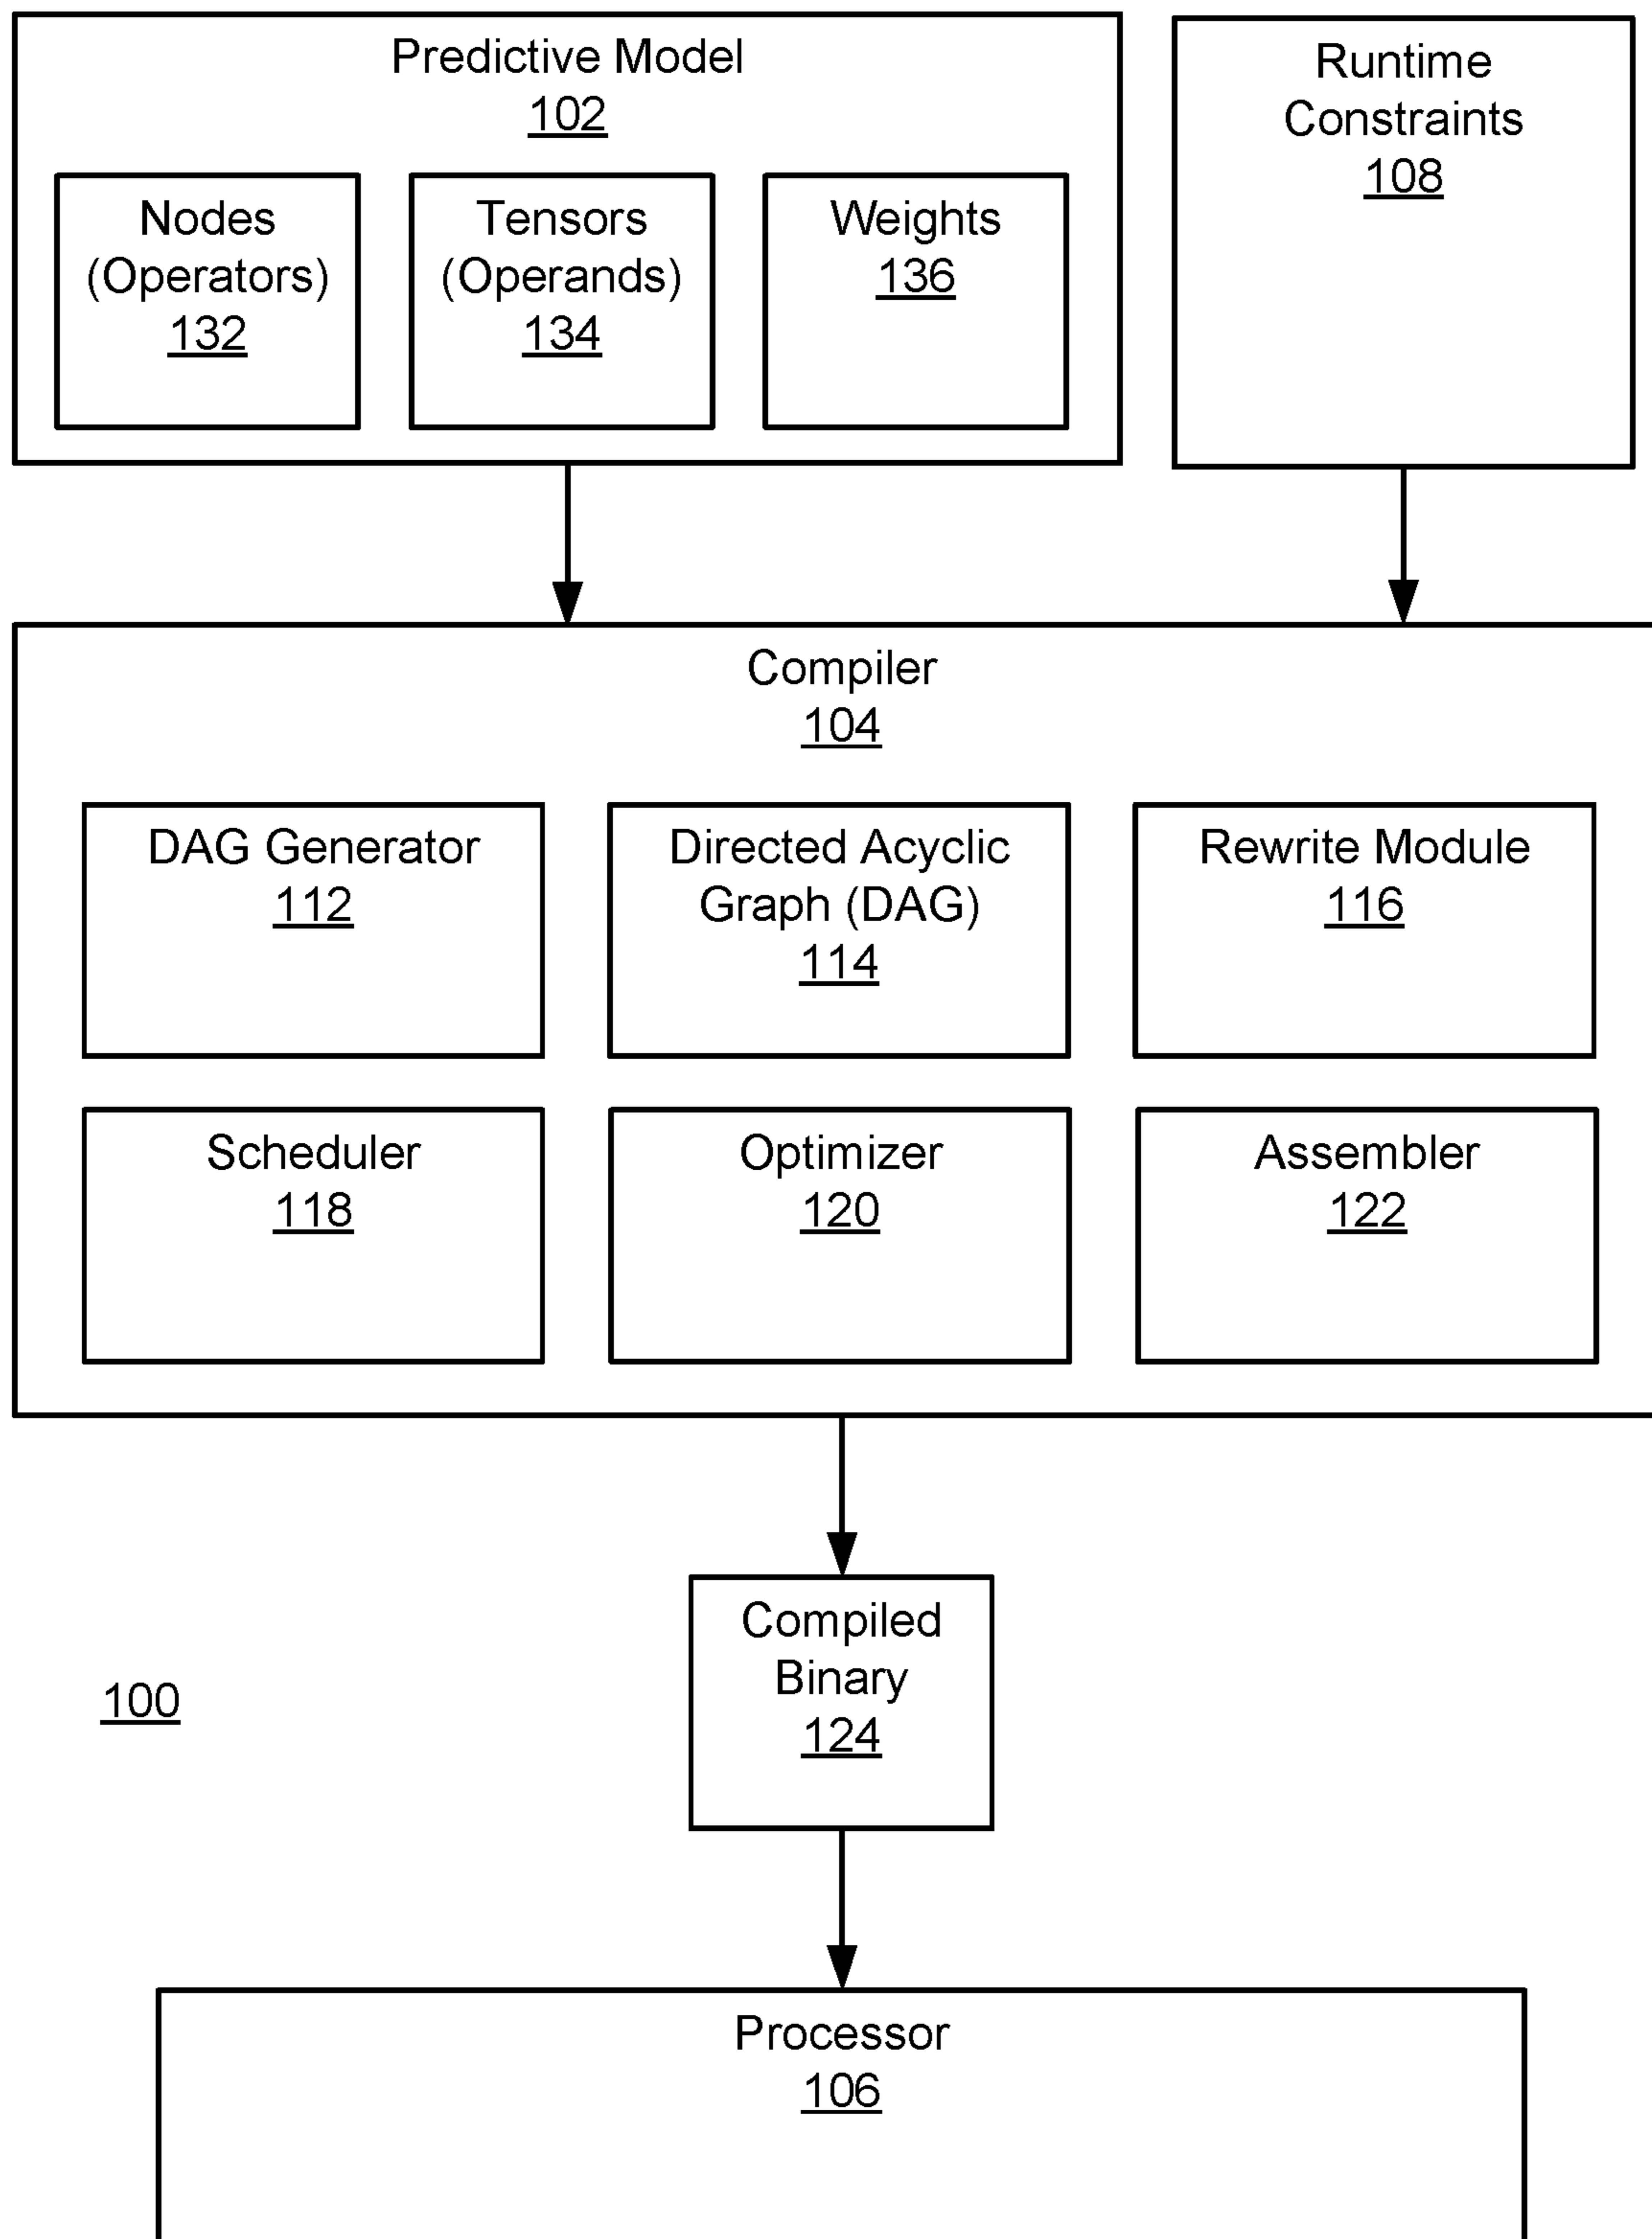 Predictive Model
102
Nodes
(Operators)
132
Tensors
(Operands)
134
Weights
136
Runtime
Constraints
108
Compiler
104
DAG Generator
112
Directed Acyclic
Graph (DAG)
114
Rewrite Module
116
Scheduler
118
Optimizer
120
Assembler
122
Compiled
Binary
124
100
Processor
106